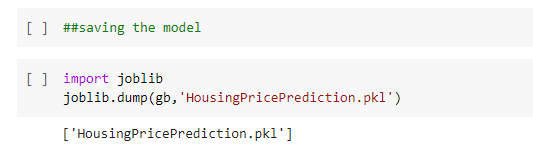 [ ] ##saving the model
[ ] import joblib
joblib.dump(gb,'HousingPricePrediction.pkl')
['HousingPricePrediction.pkl']